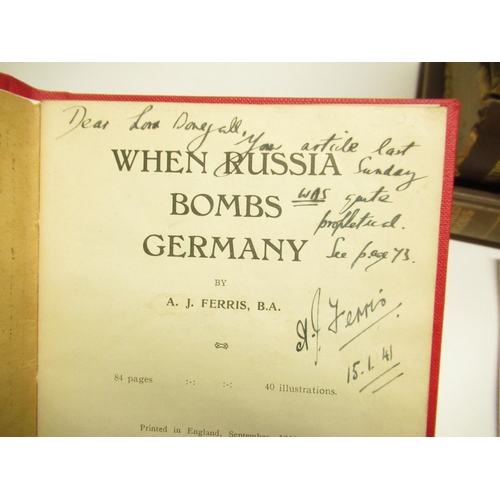 Dear Lord Donegall,
Your article last
WHEN RUSSIA
Sunday
BOMBS
was quite
prophetical.
GERMANY
See page 73.
BY
A. J. FERRIS, B.A.
A. J. Ferris
15.1.41
84 pages :-: :-: 40 illustrations.
Printed in England, September,